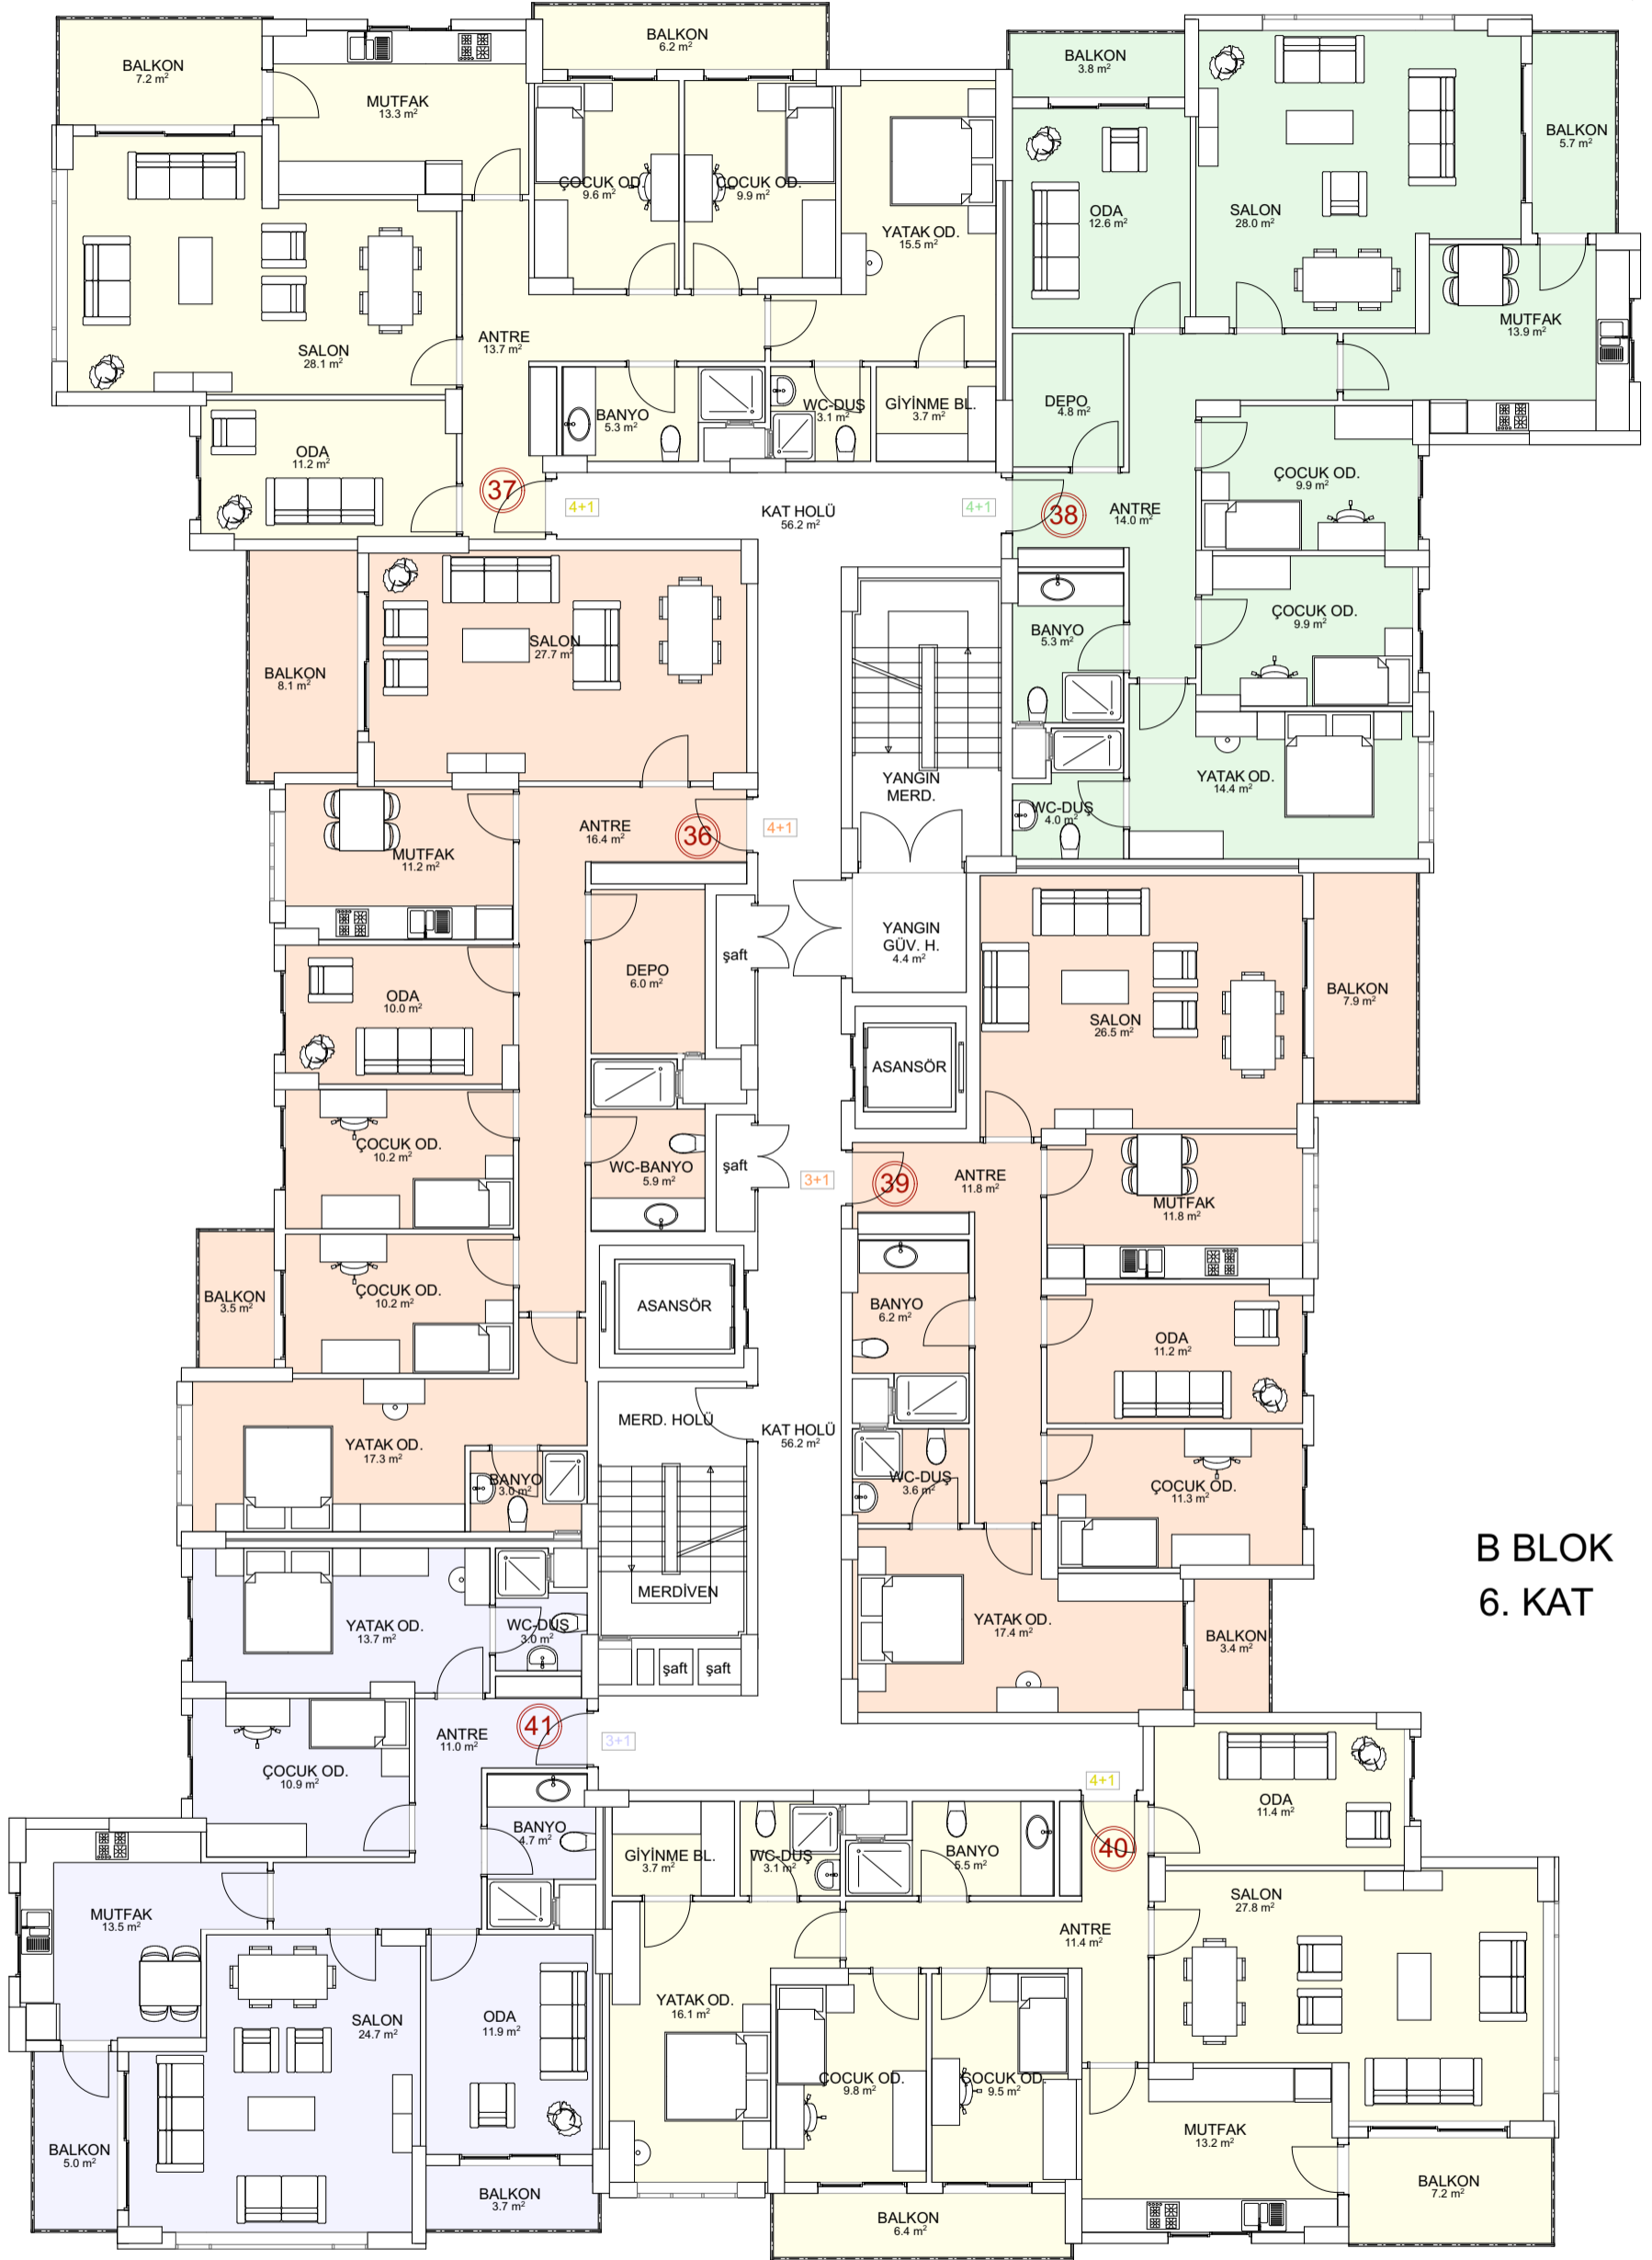 BALKON
7.2 m²
MUTFAK
13.3 m²
BALKON
6.2 m²
ÇOCUK OD.
9.6 m²
ÇOCUK OD.
9.9 m²
YATAK OD.
15.5 m²
SALON
28.1 m²
ANTRE
13.7 m²
ODA
11.2 m²
BANYO
5.3 m²
WC-DUŞ
3.1 m²
GİYİNME BL.
3.7 m²
37
4+1
KAT HOLÜ
56.2 m²
BALKON
3.8 m²
ODA
12.6 m²
SALON
28.0 m²
BALKON
5.7 m²
MUTFAK
13.9 m²
DEPO
4.8 m²
4+1
38
ANTRE
14.0 m²
ÇOCUK OD.
9.9 m²
ÇOCUK OD.
9.9 m²
BANYO
5.3 m²
YATAK OD.
14.4 m²
WC-DUŞ
4.0 m²
YANGIN
MERD.
YANGIN
GÜV. H.
4.4 m²
BALKON
8.1 m²
SALON
27.7 m²
ANTRE
16.4 m²
36
4+1
MUTFAK
11.2 m²
ODA
10.0 m²
DEPO
6.0 m²
şaft
ÇOCUK OD.
10.2 m²
WC-BANYO
5.9 m²
şaft
BALKON
3.5 m²
ÇOCUK OD.
10.2 m²
ASANSÖR
YATAK OD.
17.3 m²
BANYO
3.0 m²
MERD. HOLÜ
KAT HOLÜ
56.2 m²
MERDİVEN
şaft
şaft
ASANSÖR
SALON
26.5 m²
BALKON
7.9 m²
3+1
39
ANTRE
11.8 m²
MUTFAK
11.8 m²
BANYO
6.2 m²
ODA
11.2 m²
WC-DUŞ
3.6 m²
ÇOCUK OD.
11.3 m²
YATAK OD.
17.4 m²
BALKON
3.4 m²
B BLOK
6. KAT
YATAK OD.
13.7 m²
WC-DUŞ
3.0 m²
ANTRE
11.0 m²
41
3+1
ÇOCUK OD.
10.9 m²
BANYO
4.7 m²
MUTFAK
13.5 m²
SALON
24.7 m²
ODA
11.9 m²
BALKON
5.0 m²
BALKON
3.7 m²
4+1
40
ODA
11.4 m²
GİYİNME BL.
3.7 m²
WC-DUŞ
3.1 m²
BANYO
5.5 m²
SALON
27.8 m²
ANTRE
11.4 m²
YATAK OD.
16.1 m²
ÇOCUK OD.
9.8 m²
ÇOCUK OD.
9.5 m²
MUTFAK
13.2 m²
BALKON
7.2 m²
BALKON
6.4 m²